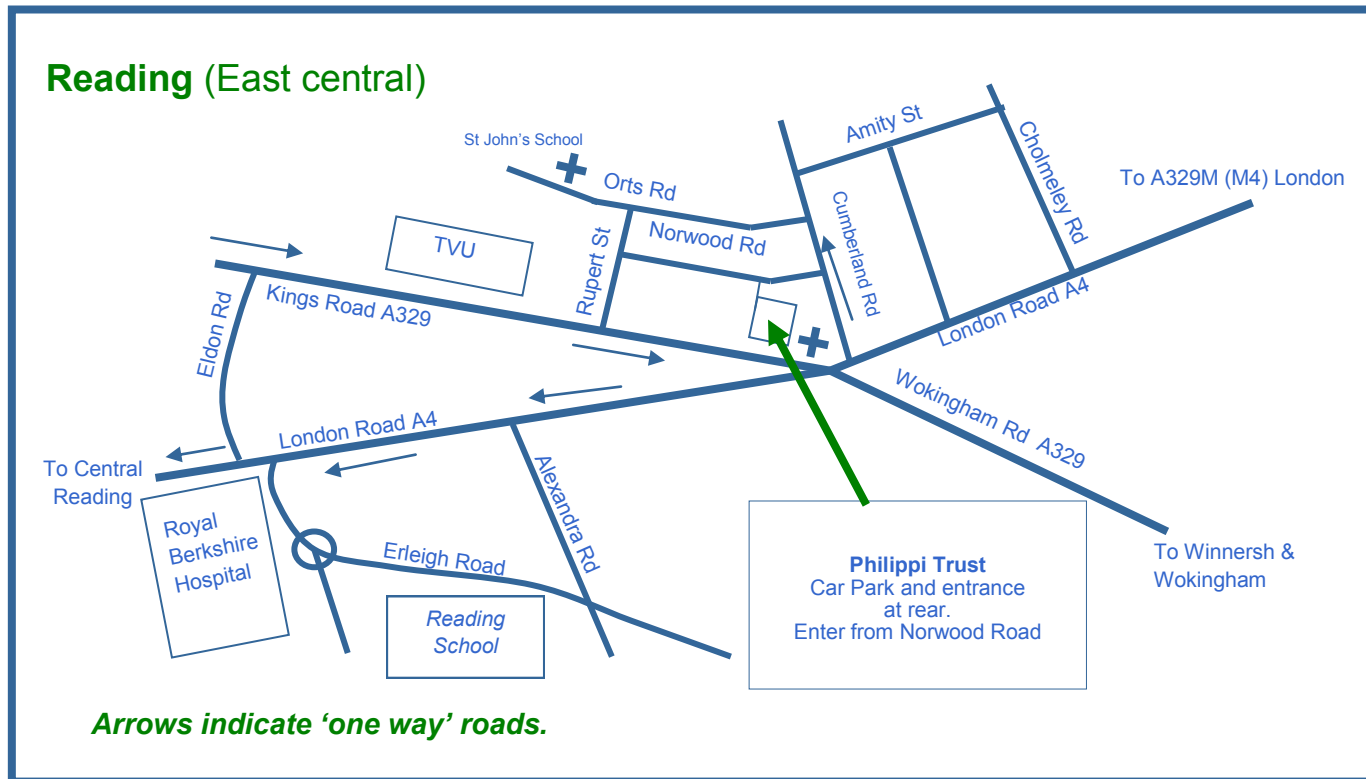 Reading (East central)
St John's School
Orts Rd
Amity St
Cholmeley Rd
To A329M (M4) London
TVU
Rupert St
Norwood Rd
Cumberland Rd
Eldon Rd
Kings Road A329
London Road A4
Wokingham Rd A329
London Road A4
To Central
Reading
Alexandra Rd
Royal
Berkshire
Hospital
Erleigh Road
Reading
School
Philippi Trust
Car Park and entrance
at rear.
Enter from Norwood Road
To Winnersh &
Wokingham
Arrows indicate ‘one way’ roads.